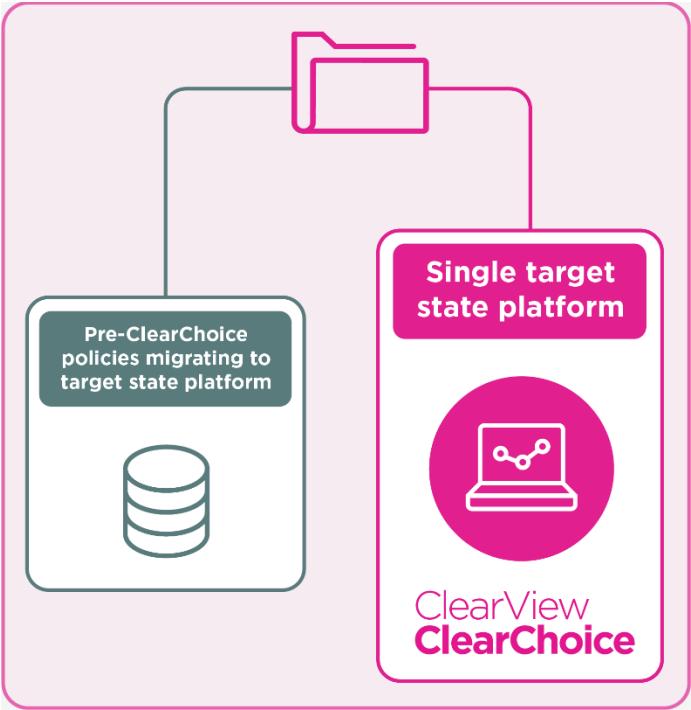 Pre-ClearChoice
policies migrating to
target state platform
Single target
state platform
ClearView
ClearChoice